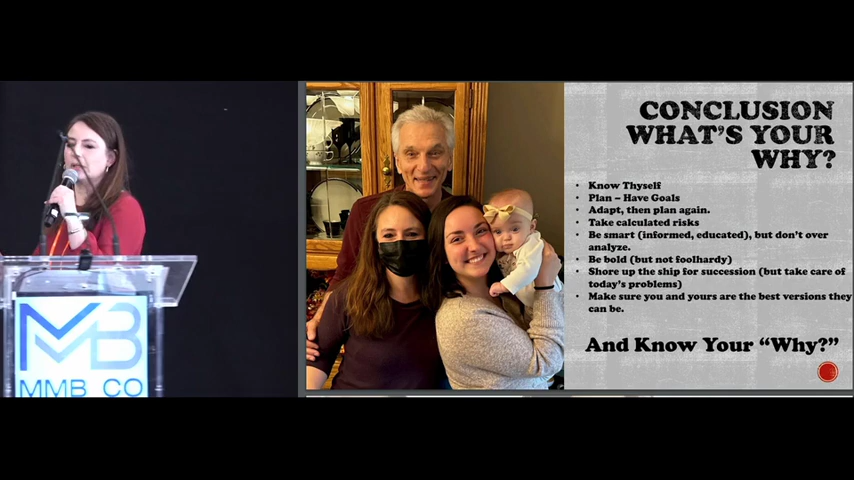 MB
MMB CO
CONCLUSION
WHAT'S YOUR
WHY?
• Know Thyself
• Plan – Have Goals
• Adapt, then plan again.
• Take calculated risks
• Be smart (informed, educated), but don't over
analyze.
• Be bold (but not foolhardy)
• Shore up the ship for succession (but take care of
today's problems)
• Make sure you and yours are the best versions they
can be.
And Know Your "Why?"